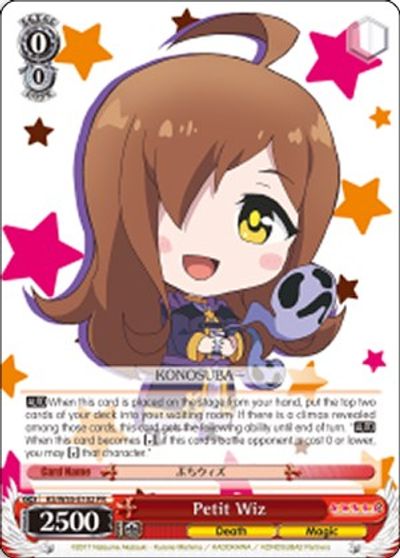 0
0
KONOSUBA –
AUTO When this card is placed on the stage from your hand, put the top two
cards of your deck into your waiting room. If there is a climax revealed
among those cards, this card gets the following ability until end of turn. "AUTO
When this card becomes [ ] if this card's battle opponent is cost 0 or lower,
you may [ ] that character."
Card Name
ぷちウィズ
2500
Petit Wiz
Death
Magic